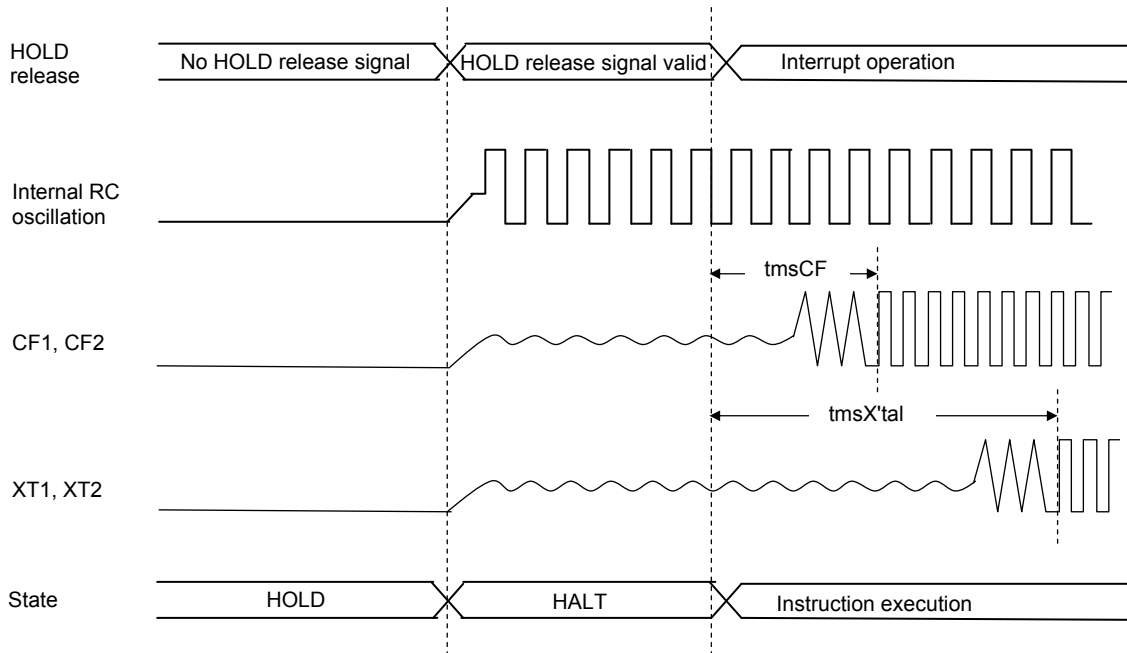 HOLD
release
No HOLD release signal
HOLD release signal valid
Interrupt operation
Internal RC
oscillation
tmsCF
CF1, CF2
tmsX'tal
XT1, XT2
State
HOLD
HALT
Instruction execution